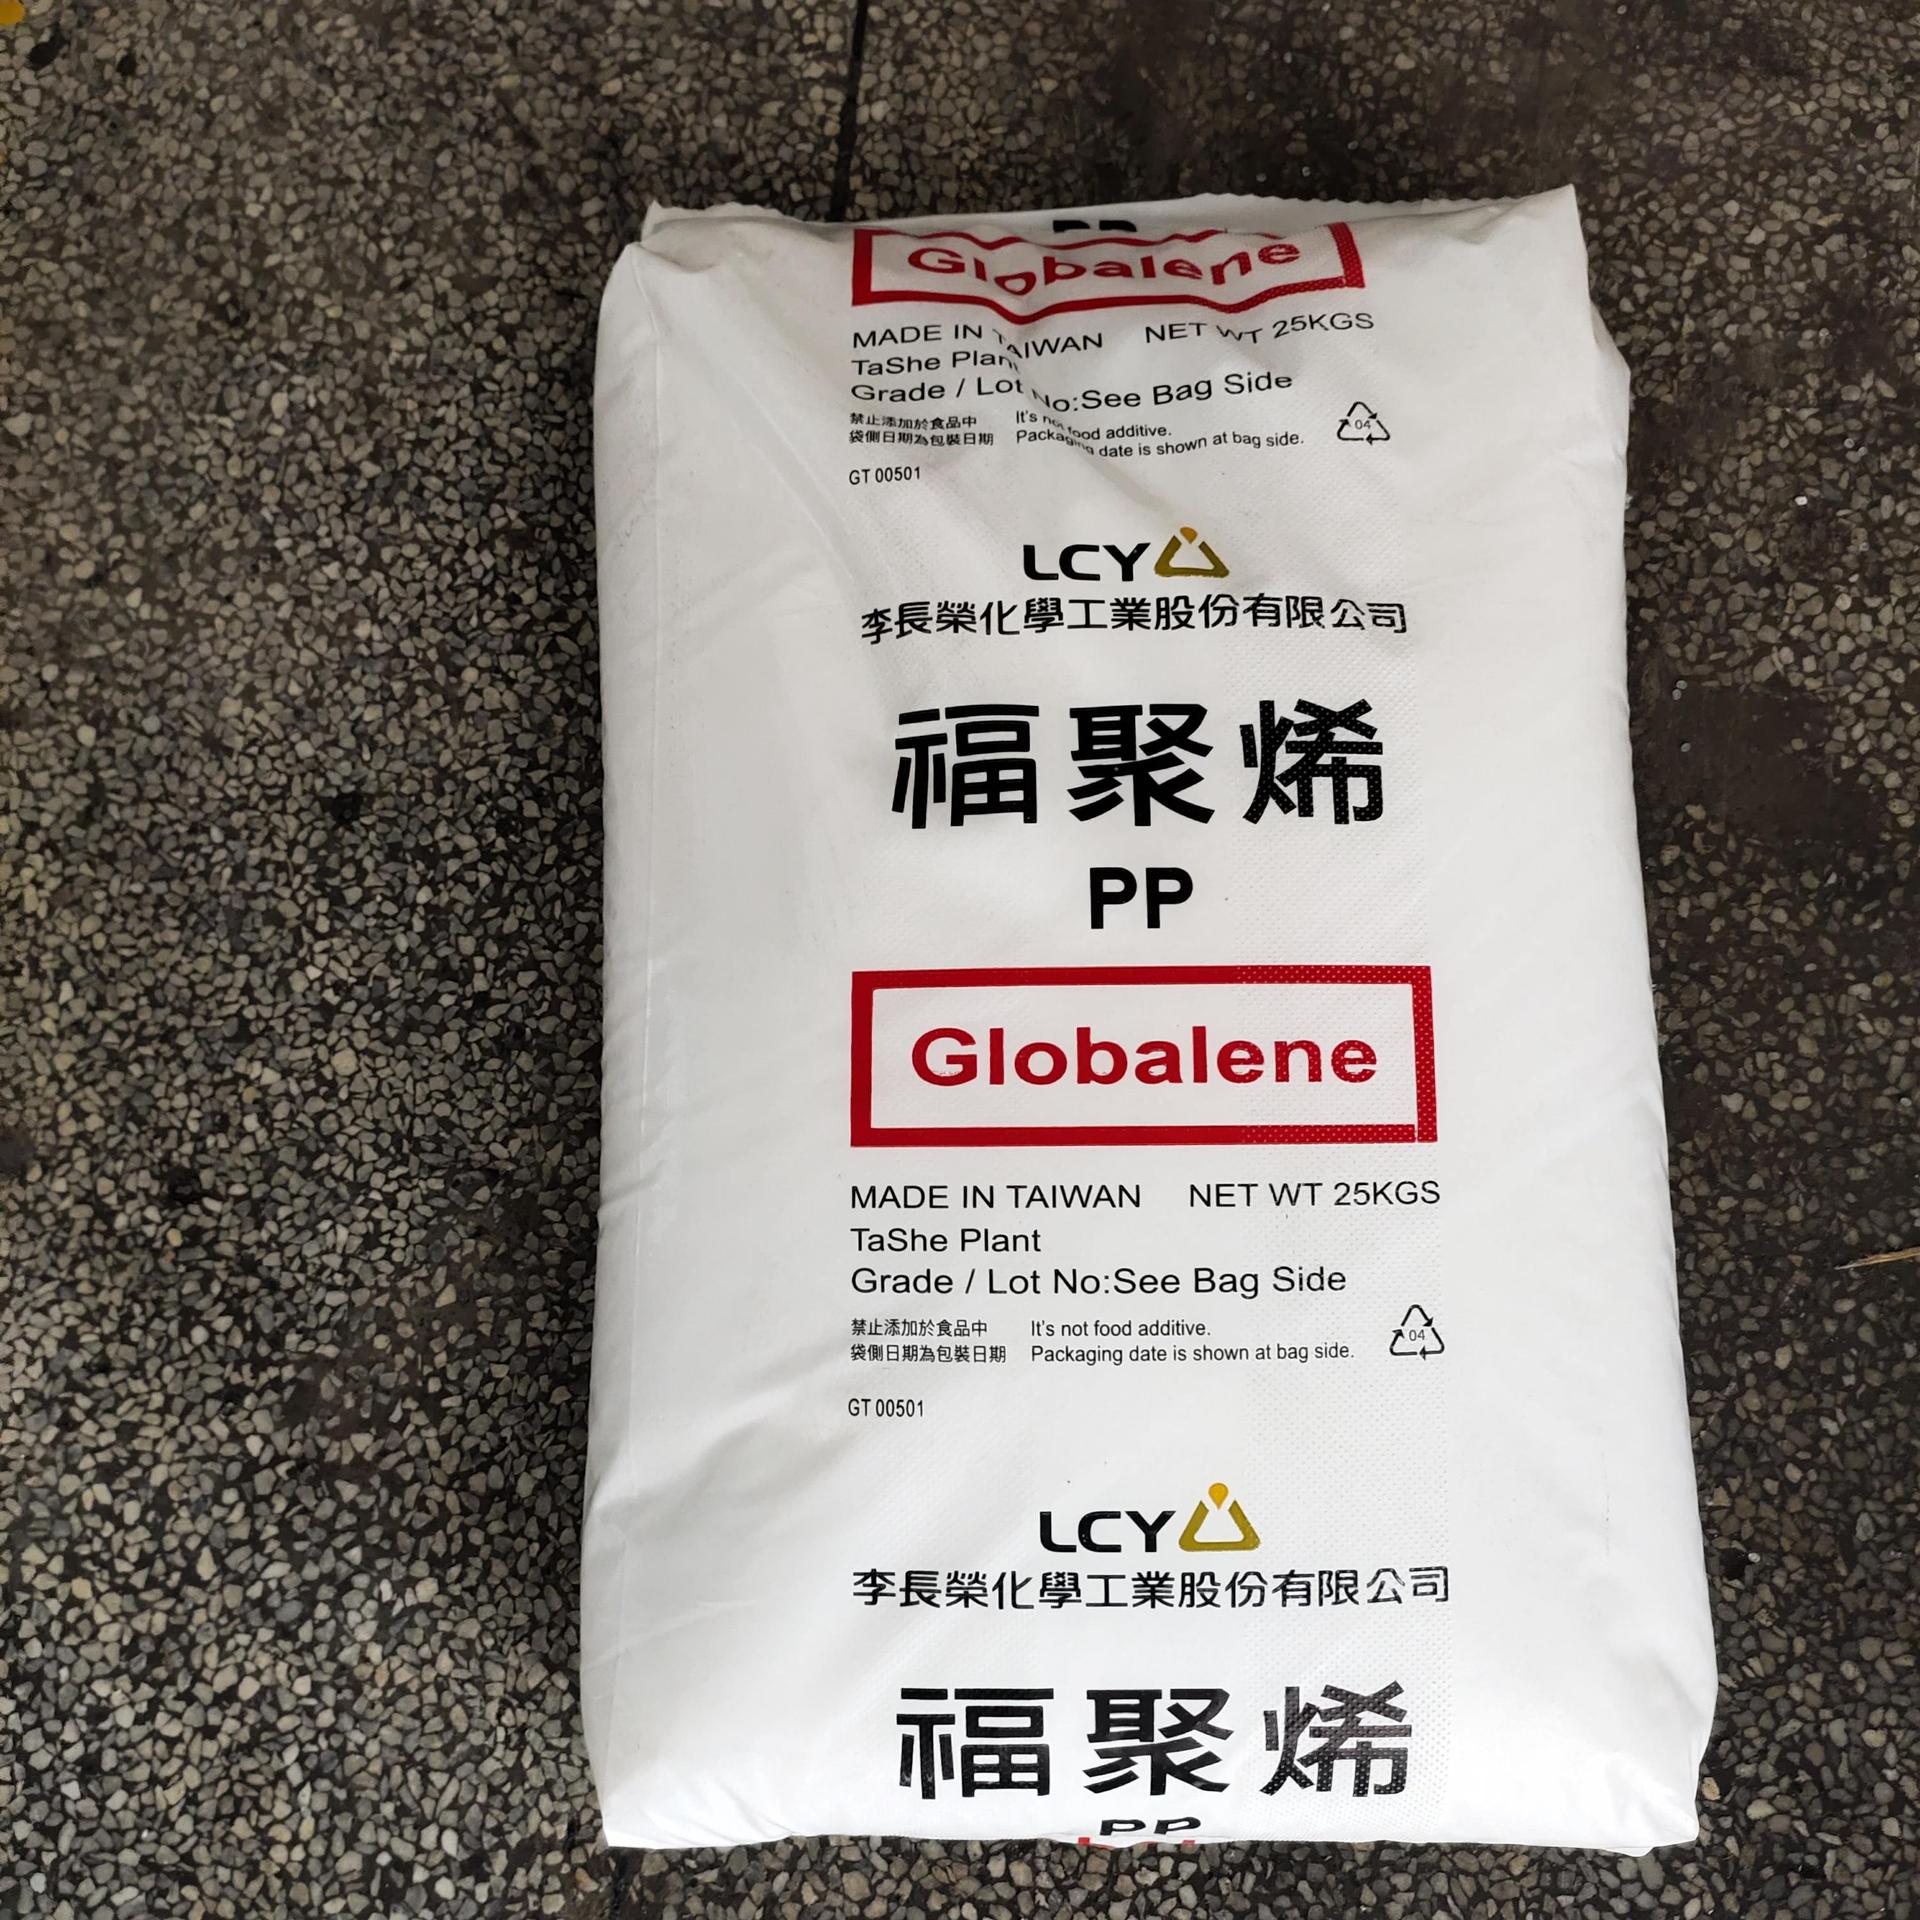 PP
Globalene
MADE IN TAIWAN NET WT 25KGS
TaShe Plant
Grade / Lot No:See Bag Side
禁止添加於食品中 It's not food additive.
袋側日期為包裝日期 Packaging date is shown at bag side.
04
GT 00501
LCY
李長榮化學工業股份有限公司
福聚烯
PP
Globalene
MADE IN TAIWAN NET WT 25KGS
TaShe Plant
Grade / Lot No:See Bag Side
禁止添加於食品中 It's not food additive.
袋側日期為包裝日期 Packaging date is shown at bag side.
04
GT 00501
LCY
李長榮化學工業股份有限公司
福聚烯
PP